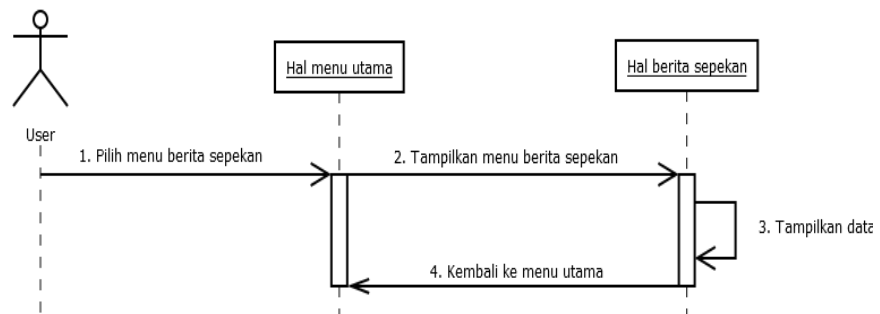 Hal menu utama
Hal berita sepekan
User
1. Pilih menu berita sepekan
2. Tampilkan menu berita sepekan
3. Tampilkan data
4. Kembali ke menu utama